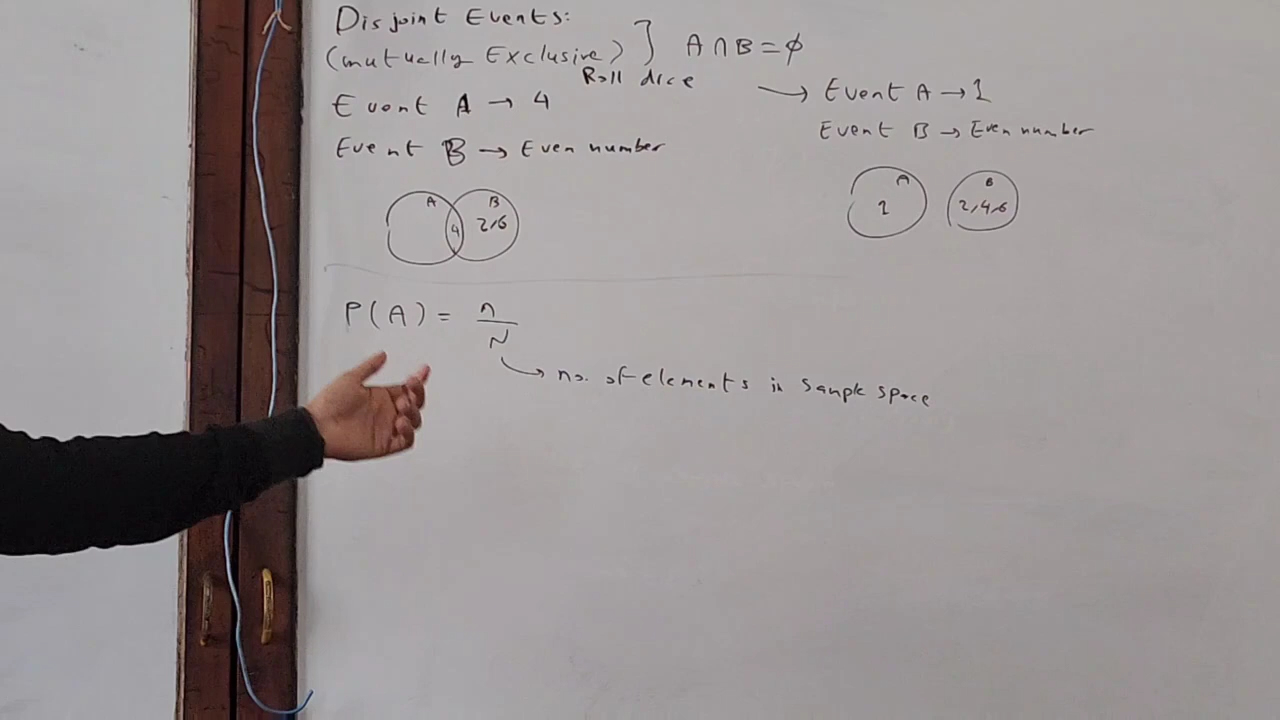 Disjoint Events:
(mutually Exclusive) } A ∩ B = ϕ
Roll dice
Event A → 4
Event B → Even number
→ Event A → 1
Event B → Even number
A B
4 2,6
A B
1 2,4,6
P(A) = n/N
→ no. of elements in sample space